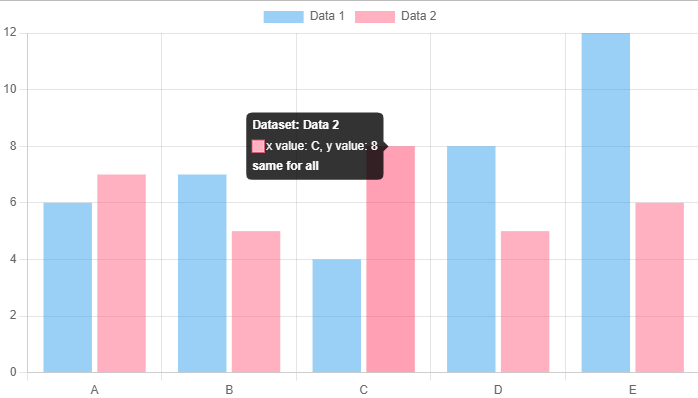 Data 1 Data 2
12
10
8
6
4
2
0
Dataset: Data 2
x value: C, y value: 8
same for all
A B C D E